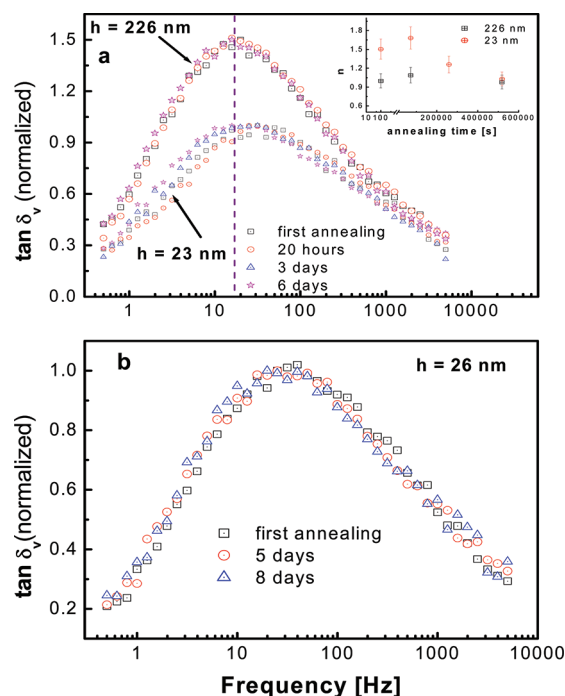 a
h = 226 nm
h = 23 nm
tan δv (normalized)
1.5
1.2
0.9
0.6
0.3
0.0
1
10
100
1000
10000
first annealing
20 hours
3 days
6 days
226 nm
23 nm
n
1.8
1.5
1.2
0.9
10 100
200000
400000
600000
annealing time [s]
b
h = 26 nm
tan δv(normalized)
1.0
0.8
0.6
0.4
0.2
first annealing
5 days
8 days
1
10
100
1000
10000
Frequency [Hz]